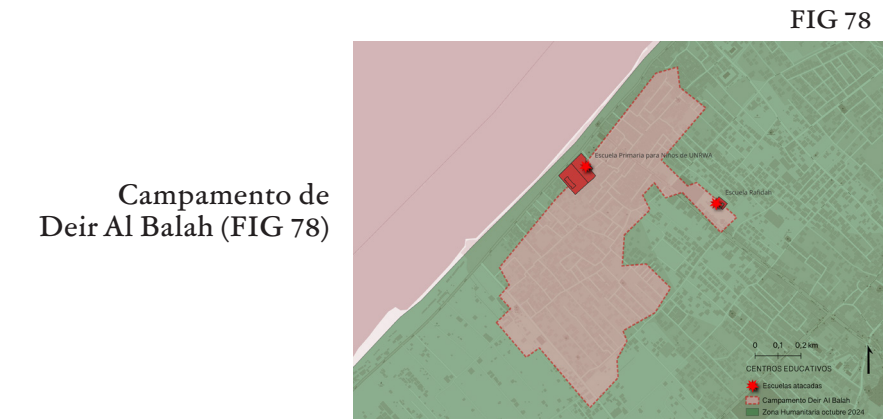 FIG 78
Campamento de
Deir Al Balah (FIG 78)
Escuela Primaria para Niños de UNRWA
Escuela Rafidah
0 0,1 0,2 km
CENTROS EDUCATIVOS
Escuelas atacadas
Campamento Deir Al Balah
Zona Humanitaria octubre 2024